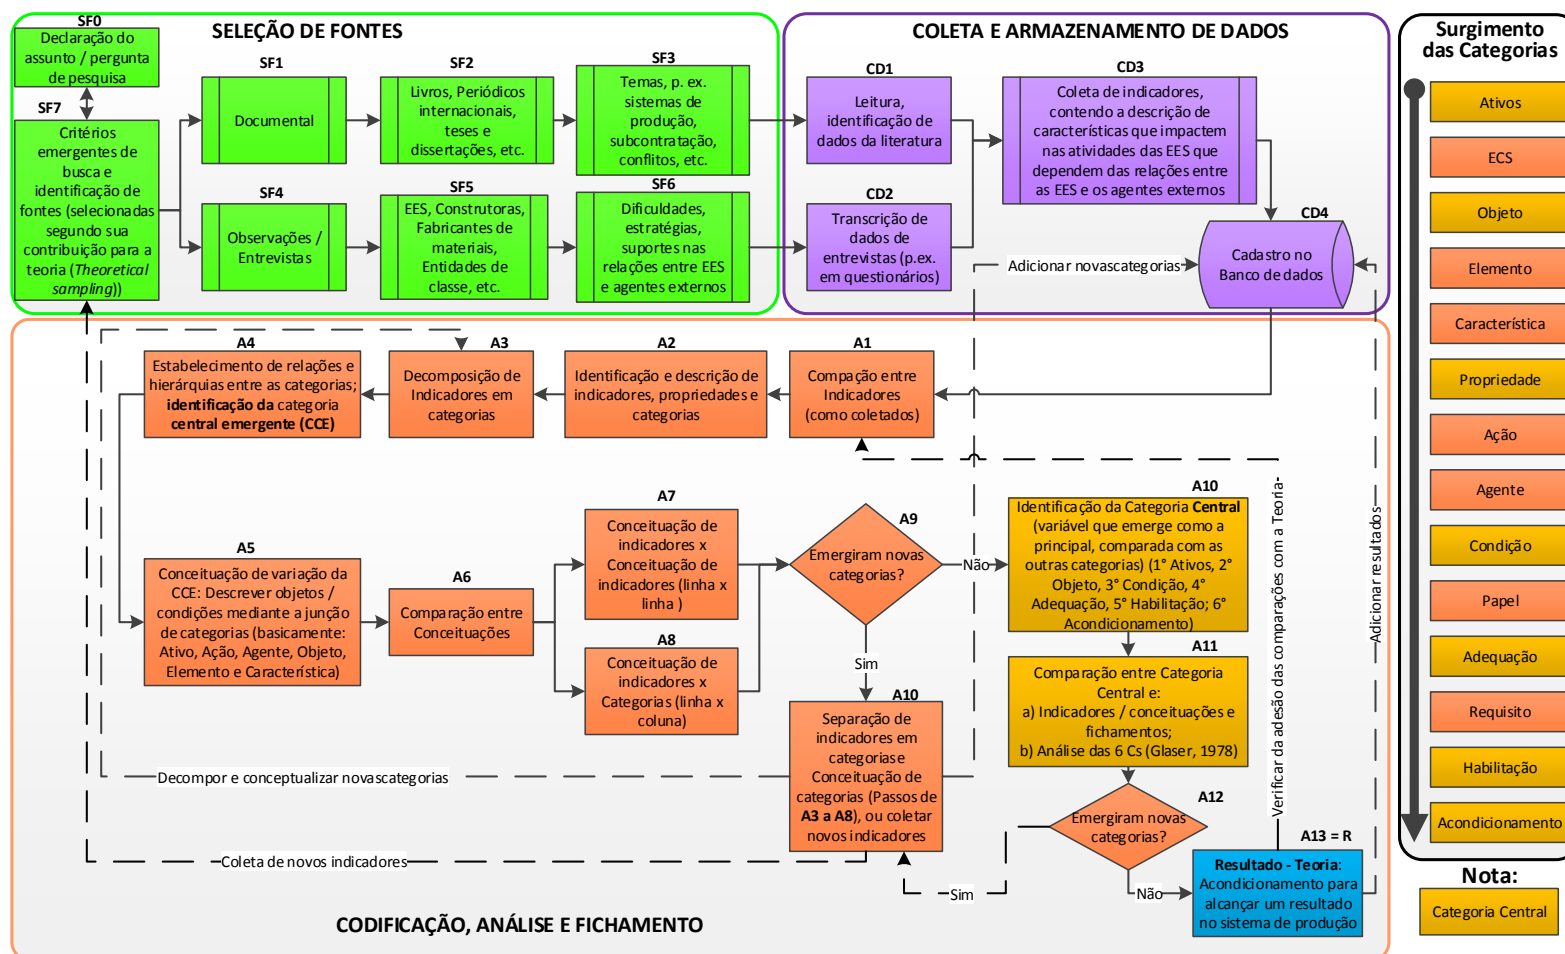 SELEÇÃO DE FONTES
SF0
Declaração do
assunto / pergunta
de pesquisa
SF7
Critérios
emergentes de
busca e
identificação de
fontes (selecionadas
segundo sua
contribuição para a
teoria (Theoretical
sampling))
SF1
Documental
SF2
Livros, Periódicos
internacionais,
teses e
dissertações, etc.
SF3
Temas, p. ex.
sistemas de
produção,
subcontratação,
conflitos, etc.
SF4
Observações /
Entrevistas
SF5
EES, Construtoras,
Fabricantes de
materiais,
Entidades de
classe, etc.
SF6
Dificuldades,
estratégias,
suportes nas
relações entre EES
e agentes externos
COLETA E ARMAZENAMENTO DE DADOS
CD1
Leitura,
identificação de
dados da literatura
CD2
Transcrição de
dados de
entrevistas (p.ex.
em questionários)
CD3
Coleta de indicadores,
contendo a descrição de
características que impactem
nas atividades das EES que
dependem das relações entre
as EES e os agentes externos
CD4
Cadastro no
Banco de dados
Adicionar novascategorias
A1
Compação entre
Indicadores
(como coletados)
A2
Identificação e descrição de
indicadores, propriedades e
categorias
A3
Decomposição de
Indicadores em
categorias
A4
Estabelecimento de relações e
hierárquias entre as categorias;
identificação da categoria
central emergente (CCE)
A5
Conceituação de variação da
CCE: Descrever objetos /
condições mediante a junção
de categorias (basicamente:
Ativo, Ação, Agente, Objeto,
Elemento e Característica)
A6
Comparação entre
Conceituações
A7
Conceituação de
indicadores x
Conceituação de
indicadores (linha x
linha )
A8
Conceituação de
indicadores x
Categorias (linha x
coluna)
A9
Emergiram novas
categorias?
Não
Sim
A10
Separação de
indicadores em
categorias e
Conceituação de
categorias (Passos de
A3 a A8), ou coletar
novos indicadores
A10
Identificação da Categoria Central
(variável que emerge como a
principal, comparada com as
outras categorias) (1° Ativos, 2°
Objeto, 3° Condição, 4°
Adequação, 5° Habilitação; 6°
Acondicionamento)
A11
Comparação entre Categoria
Central e:
a) Indicadores / conceituações e
fichamentos;
b) Análise das 6 Cs (Glaser, 1978)
A12
Emergiram novas
categorias?
Sim
Não
A13 = R
Resultado - Teoria:
Acondicionamento para
alcançar um resultado
no sistema de produção
Verificar da adesão das comparações com a Teoria-
Adicionar resultados
Decompor e conceptualizar novascategorias
Coleta de novos indicadores
CODIFICAÇÃO, ANÁLISE E FICHAMENTO
Surgimento
das Categorias
Ativos
ECS
Objeto
Elemento
Característica
Propriedade
Ação
Agente
Condição
Papel
Adequação
Requisito
Habilitação
Acondicionamento
Nota:
Categoria Central